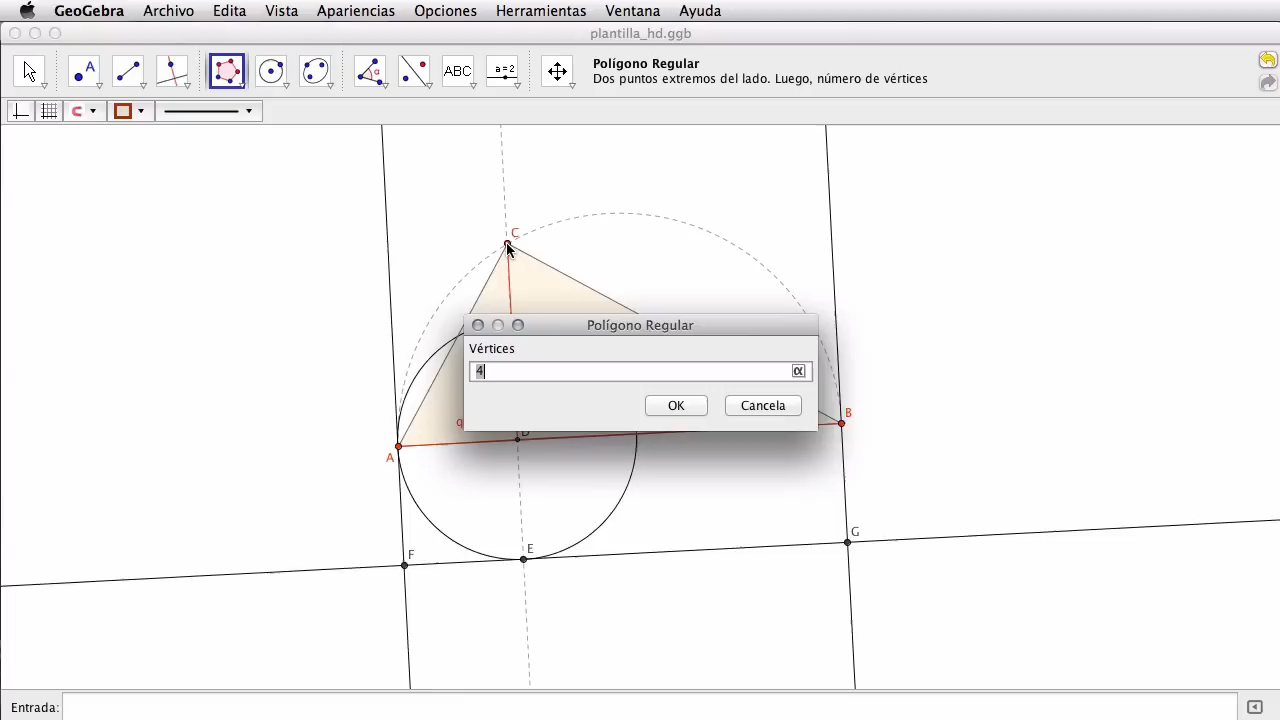 GeoGebra Archivo Edita Vista Apariencias Opciones Herramientas Ventana Ayuda
plantilla_hd.ggb
A ABC a=2 α
Polígono Regular
Dos puntos extremos del lado. Luego, número de vértices
C
Polígono Regular
Vértices
4 α
OK Cancela
q
B
A
F
E
G
Entrada: